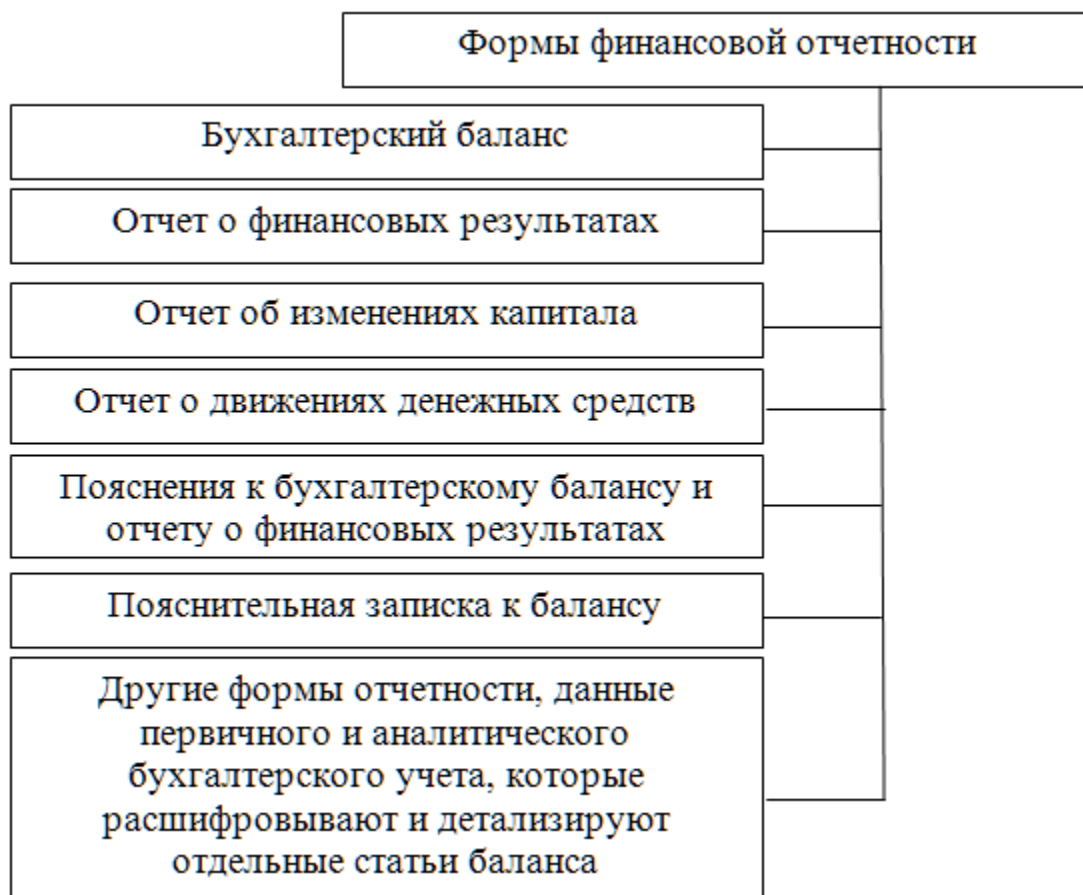 Формы финансовой отчетности
Бухгалтерский баланс
Отчет о финансовых результатах
Отчет об изменениях капитала
Отчет о движениях денежных средств
Пояснения к бухгалтерскому балансу и
отчету о финансовых результатах
Пояснительная записка к балансу
Другие формы отчетности, данные
первичного и аналитического
бухгалтерского учета, которые
расшифровывают и детализируют
отдельные статьи баланса